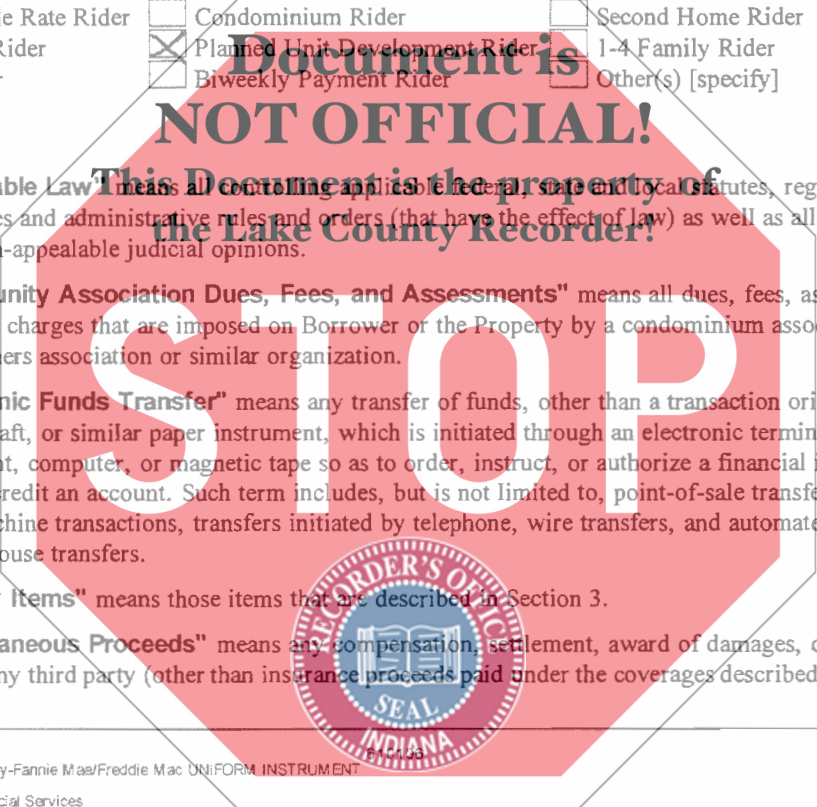 e Rate Rider Condominium Rider Second Home Rider
Rider Planned Unit Development Rider 1-4 Family Rider
r Biweekly Payment Rider Other(s) [specify]
Document is
NOT OFFICIAL!
This Document is the property of
the Lake County Recorder!
able Law" means all controlling applicable federal, state and local statutes, reg
es and administrative rules and orders (that have the effect of law) as well as all
n-appealable judicial opinions.
unity Association Dues, Fees, and Assessments" means all dues, fees, as
charges that are imposed on Borrower or the Property by a condominium asso
ners association or similar organization.
nic Funds Transfer" means any transfer of funds, other than a transaction ori
aft, or similar paper instrument, which is initiated through an electronic termin
nt, computer, or magnetic tape so as to order, instruct, or authorize a financial i
credit an account. Such term includes, but is not limited to, point-of-sale transfe
chine transactions, transfers initiated by telephone, wire transfers, and automate
ouse transfers.
STOP
Items" means those items that are described in Section 3.
aneous Proceeds" means any compensation, settlement, award of damages, o
ny third party (other than insurance proceeds paid under the coverages described
RECORDER'S OFFICE
SEAL
INDIANA
610186
y-Fannie Mae/Freddie Mac UNIFORM INSTRUMENT
cial Services